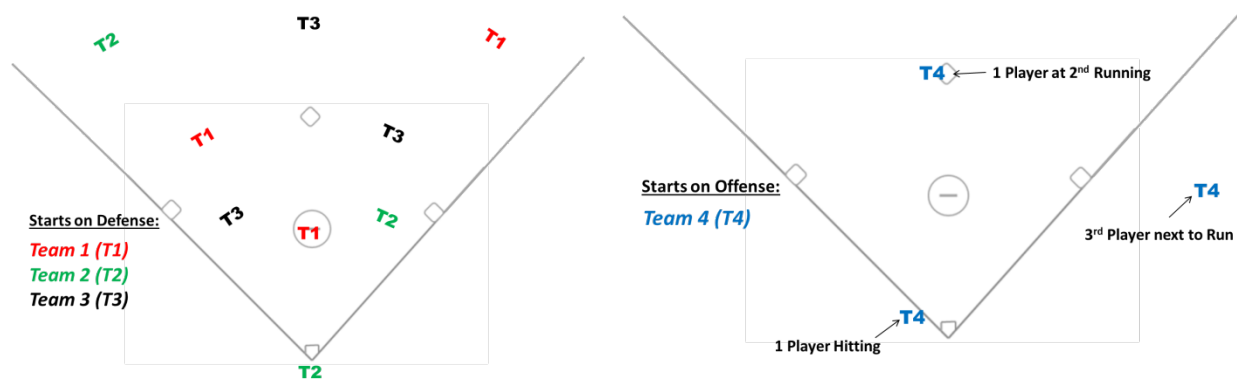 T2
T3
T1
T1
T3
T3
T2
T1
Starts on Defense:
Team 1 (T1)
Team 2 (T2)
Team 3 (T3)
T2
T4
1 Player at 2nd Running
Starts on Offense:
Team 4 (T4)
T4
3rd Player next to Run
T4
1 Player Hitting